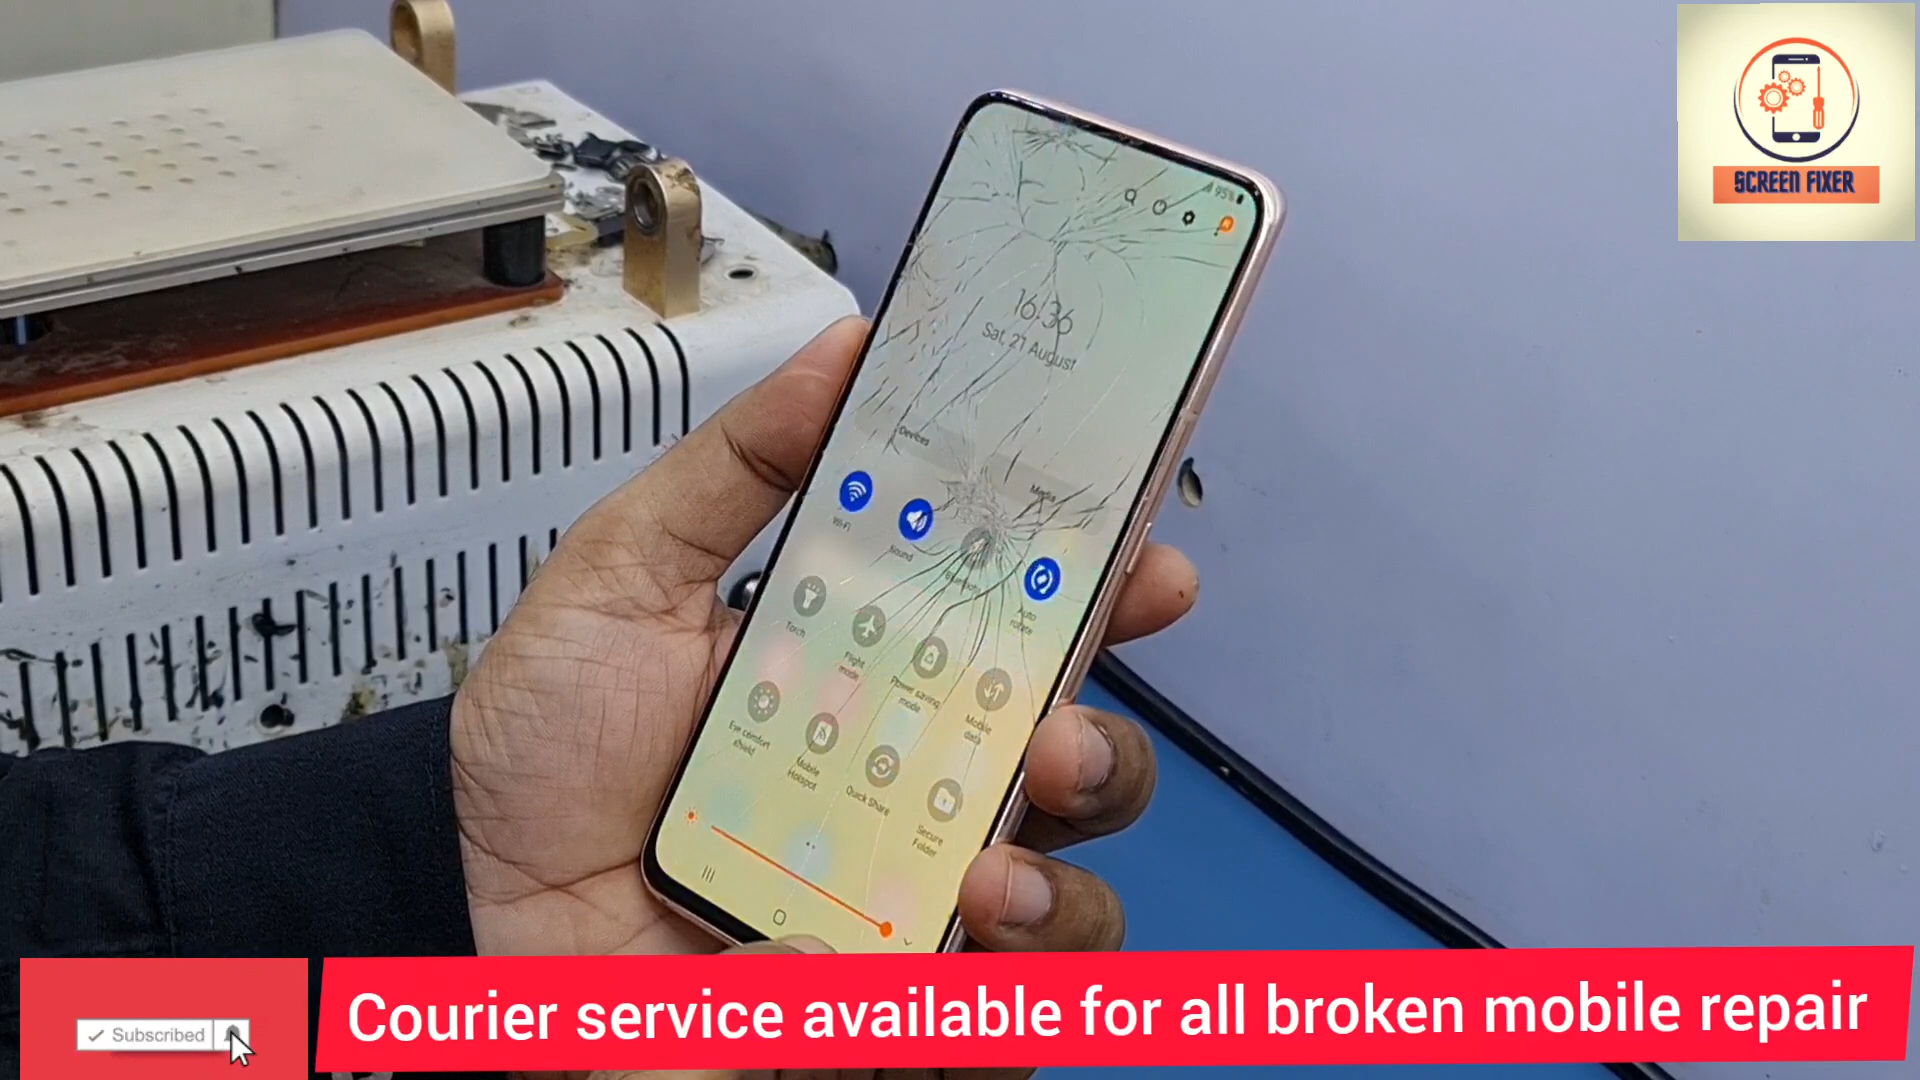 SCREEN FIXER
95%
16:36
Sat, 21 August
Devices
Media
Wi-Fi
Sound
Bluetooth
Auto
rotate
Torch
Flight
mode
Power saving
mode
Mobile
data
Eye comfort
shield
Mobile
Hotspot
Quick Share
Secure
Folder
Subscribed
Courier service available for all broken mobile repair